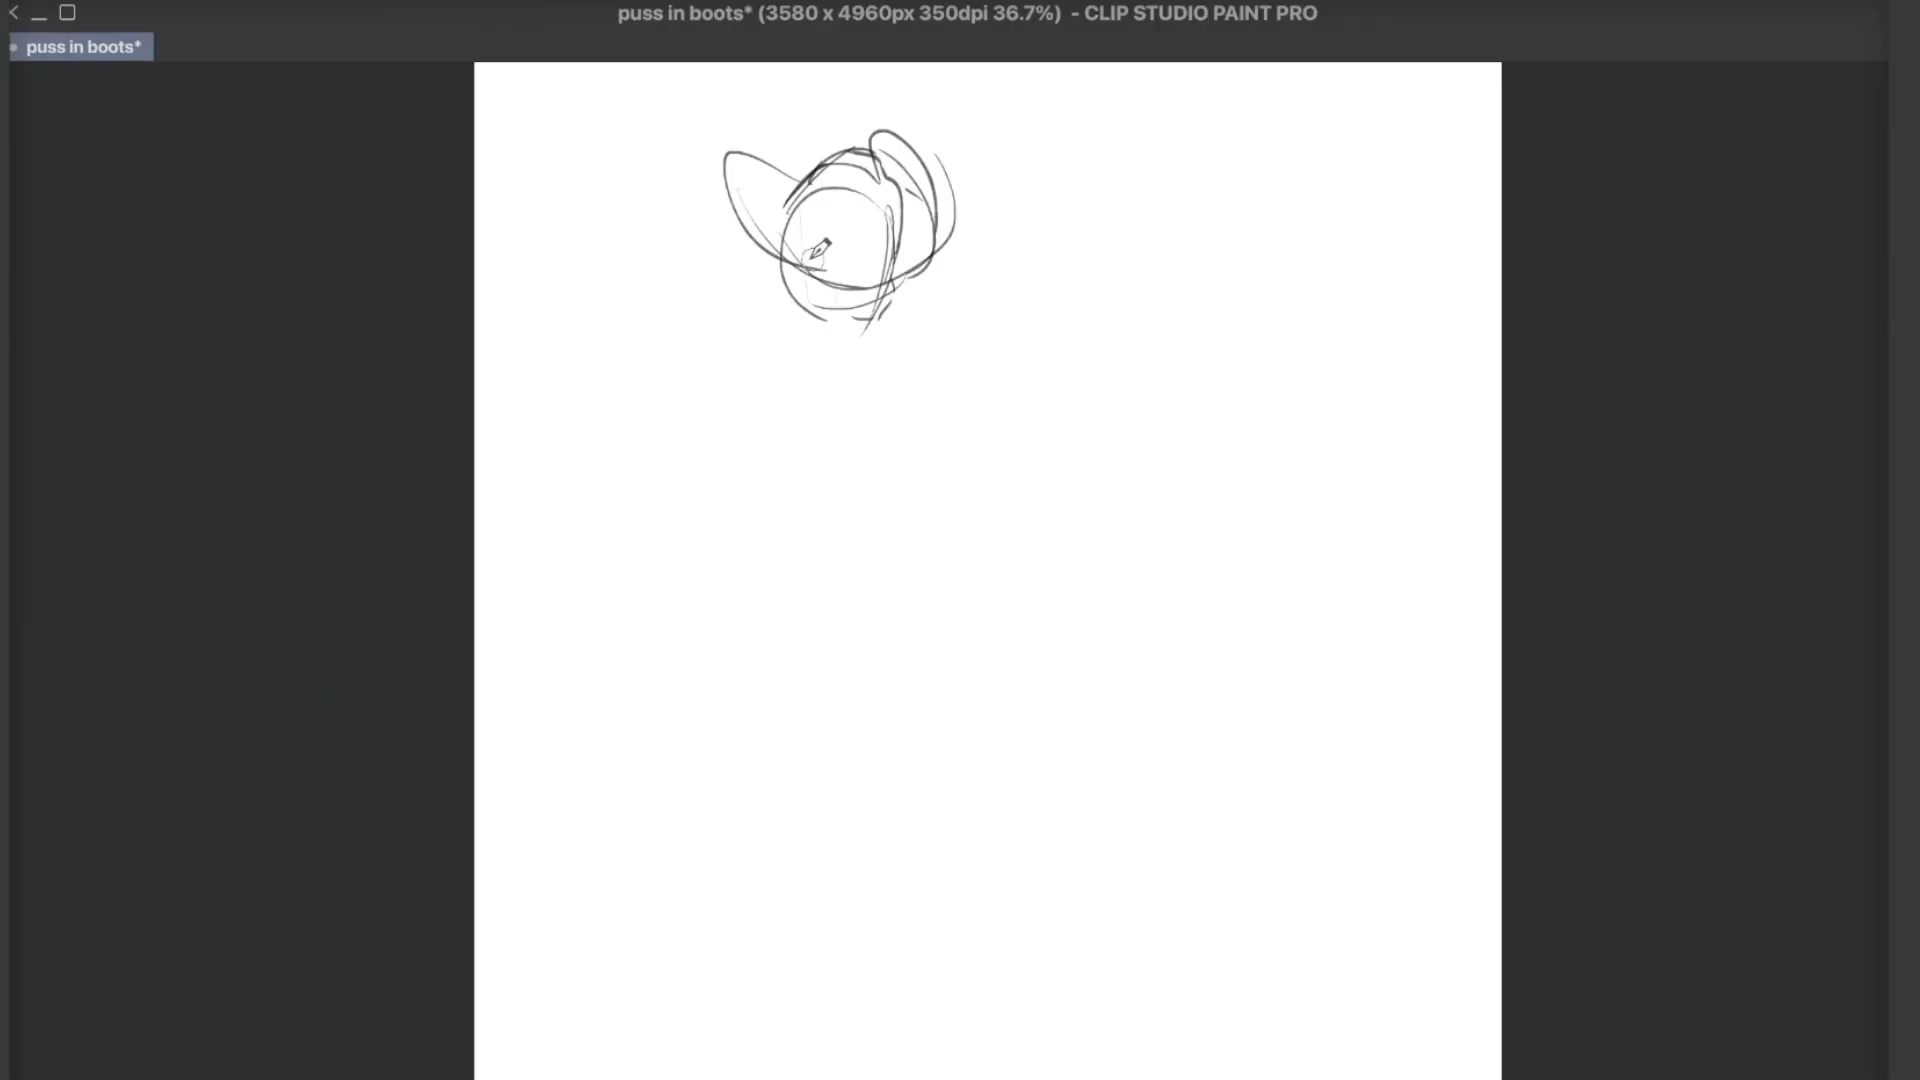 puss in boots* (3580 x 4960px 350dpi 36.7%)  - CLIP STUDIO PAINT PRO
puss in boots*